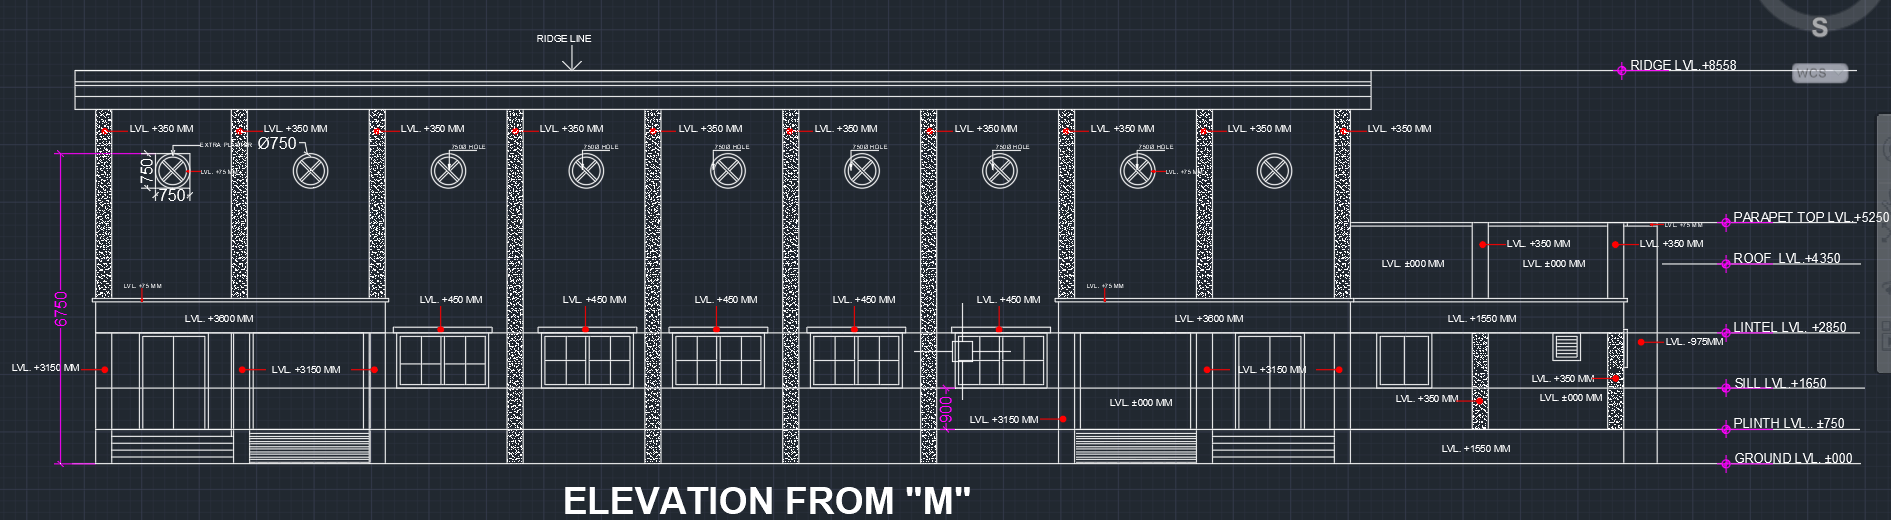 S
RIDGE LINE
RIDGE LVL.+8558
WCS
LVL. +350 MM LVL. +350 MM LVL. +350 MM LVL. +350 MM LVL. +350 MM LVL. +350 MM LVL. +350 MM LVL. +350 MM LVL. +350 MM LVL. +350 MM
EXTRA Ø750 750Ø HOLE 750Ø HOLE 750Ø HOLE 750Ø HOLE 750Ø HOLE 750Ø HOLE
750 LVL. +75 MM LVL. +75 MM
750
PARAPET TOP LVL.+5250
LVL. +75 MM
LVL. +350 MM LVL. +350 MM
LVL. ±000 MM LVL. ±000 MM ROOF LVL.+4350
LVL. +75 MM LVL. +75 MM
6750
LVL. +450 MM LVL. +450 MM LVL. +450 MM LVL. +450 MM LVL. +450 MM
LVL. +3600 MM LVL. +3600 MM LVL. +1550 MM
LINTEL LVL. +2850
LVL. -975MM
LVL. +3150 MM LVL. +3150 MM LVL. +3150 MM
LVL. +350 MM SILL LVL. +1650
LVL. ±000 MM LVL. +350 MM LVL. ±000 MM
900
LVL. +3150 MM PLINTH LVL.. ±750
LVL. +1550 MM
GROUND LVL. ±000
ELEVATION FROM "M"